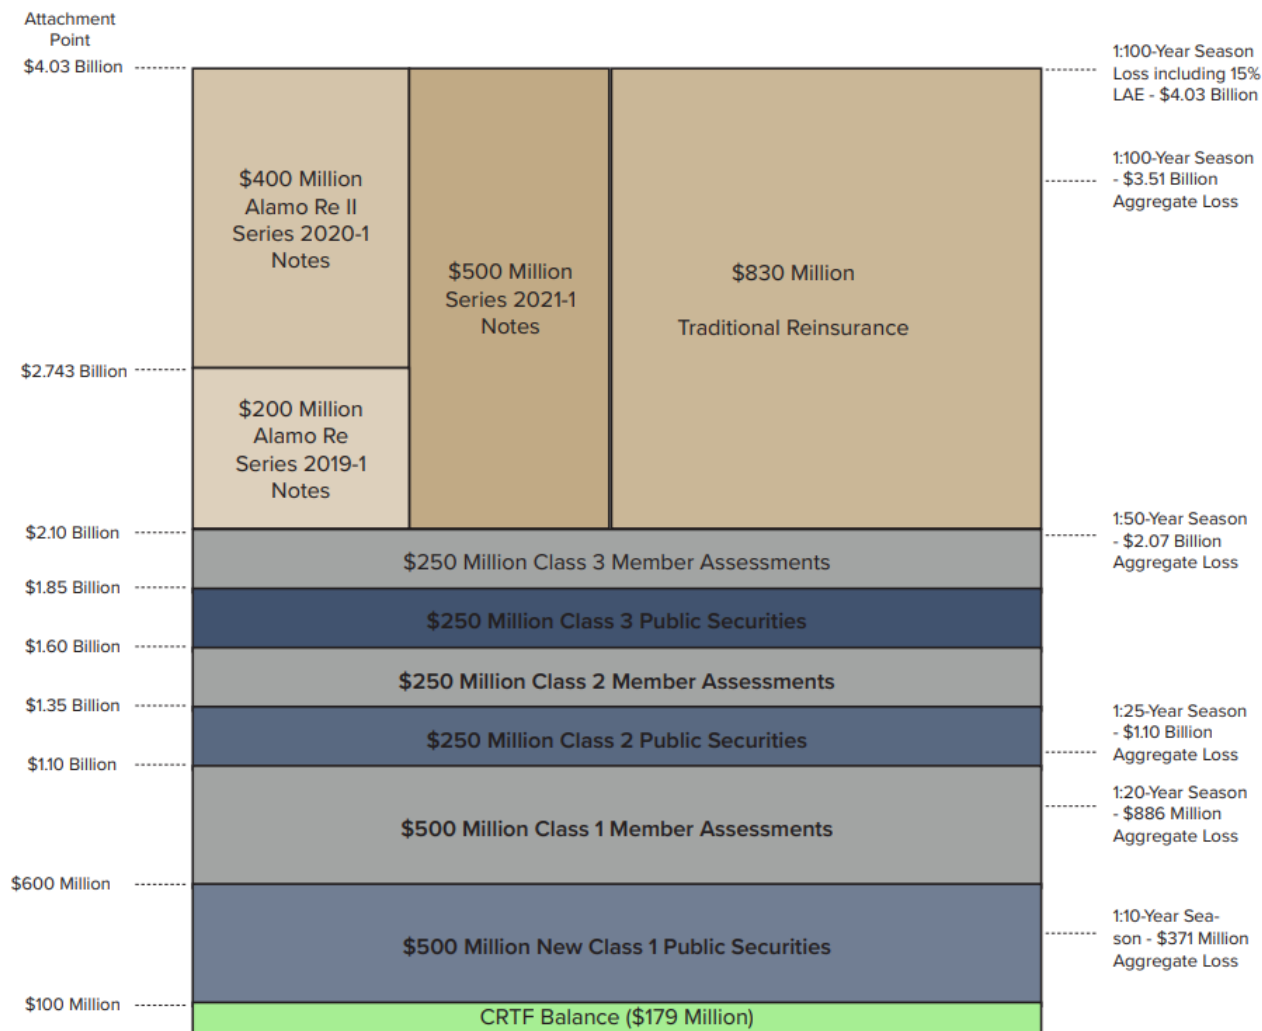 Attachment
Point
$4.03 Billion
$2.743 Billion
$2.10 Billion
$1.85 Billion
$1.60 Billion
$1.35 Billion
$1.10 Billion
$600 Million
$100 Million
$400 Million
Alamo Re II
Series 2020-1
Notes
$200 Million
Alamo Re
Series 2019-1
Notes
$500 Million
Series 2021-1
Notes
$830 Million
Traditional Reinsurance
$250 Million Class 3 Member Assessments
$250 Million Class 3 Public Securities
$250 Million Class 2 Member Assessments
$250 Million Class 2 Public Securities
$500 Million Class 1 Member Assessments
$500 Million New Class 1 Public Securities
CRTF Balance ($179 Million)
1:100-Year Season
Loss including 15%
LAE - $4.03 Billion
1:100-Year Season
- $3.51 Billion
Aggregate Loss
1:50-Year Season
- $2.07 Billion
Aggregate Loss
1:25-Year Season
- $1.10 Billion
Aggregate Loss
1:20-Year Season
- $886 Million
Aggregate Loss
1:10-Year Sea-
son - $371 Million
Aggregate Loss